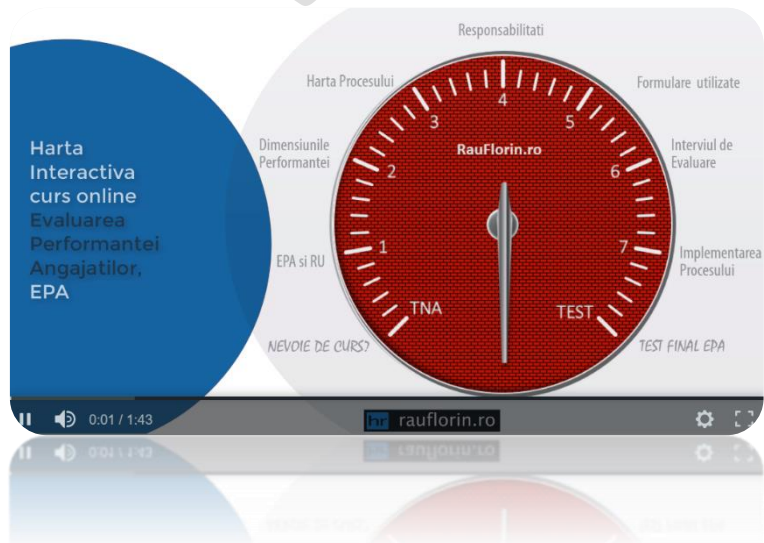 Harta
Interactiva
curs online
Evaluarea
Performantei
Angajatilor,
EPA
Responsabilitati
Harta Procesului
Formulare utilizate
Dimensiunile
Performantei
Interviul de
Evaluare
EPA si RU
Implementarea
Procesului
NEVOIE DE CURS?
TEST FINAL EPA
RauFlorin.ro
TNA
1
2
3
4
5
6
7
TEST
0:01 / 1:43
hr rauflorin.ro